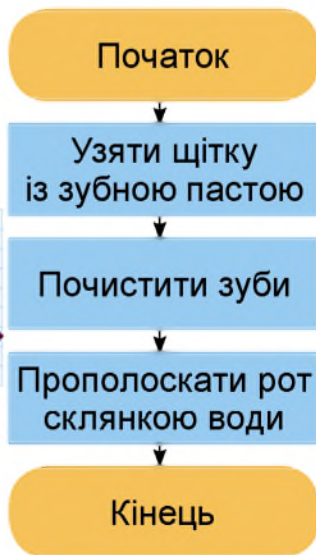 Початок
Узяти щітку
із зубною пастою
Почистити зуби
Прополоскати рот
склянкою води
Кінець